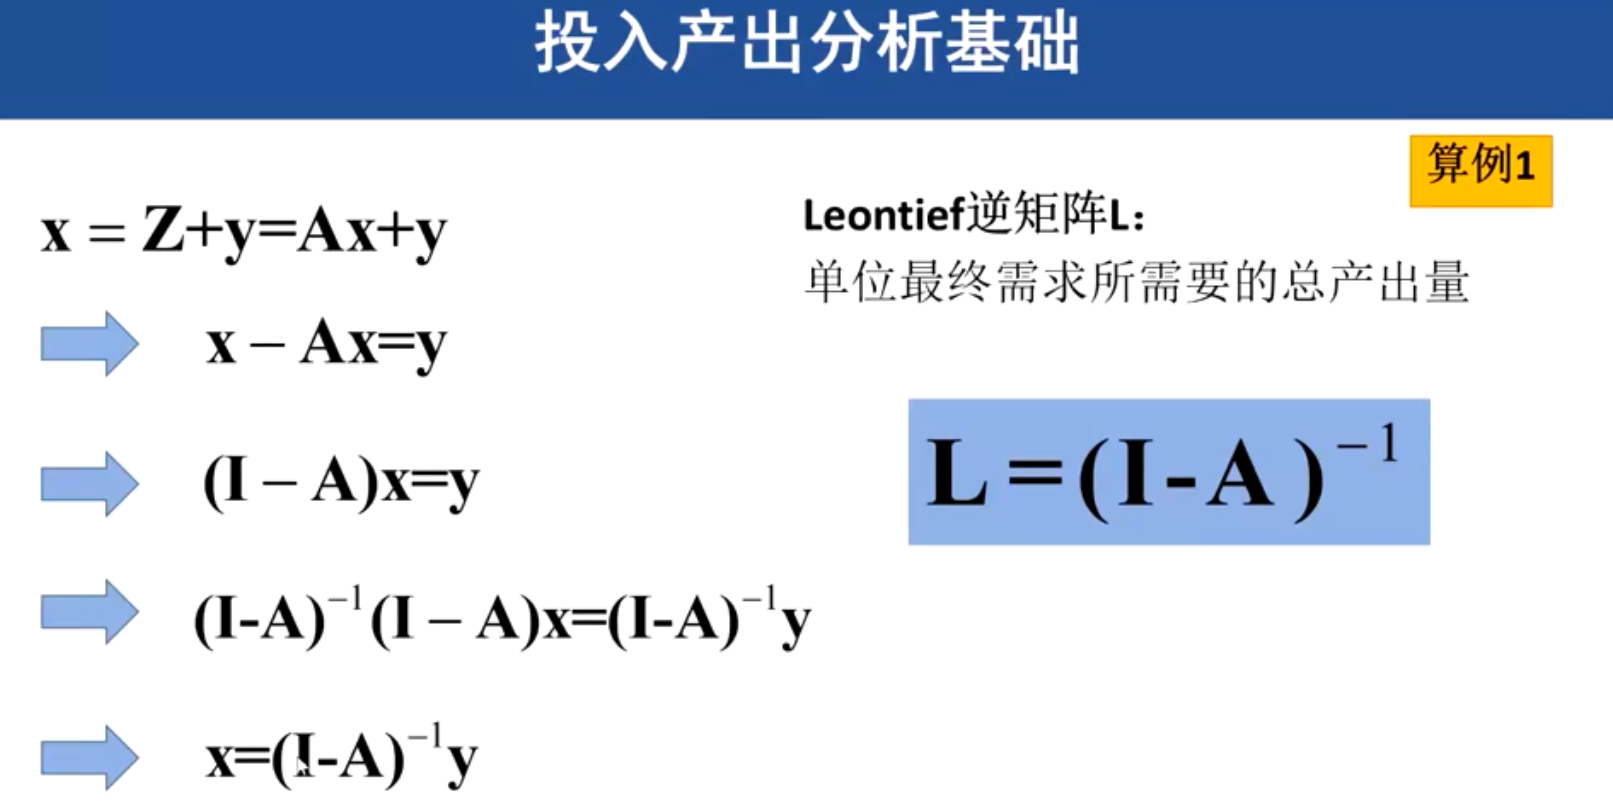 投入产出分析基础
算例1
x = Z+y=Ax+y
x – Ax=y
(I – A)x=y
(I-A)⁻¹(I – A)x=(I-A)⁻¹y
x=(I-A)⁻¹y
Leontief逆矩阵L：
单位最终需求所需要的总产出量
L=(I-A)⁻¹